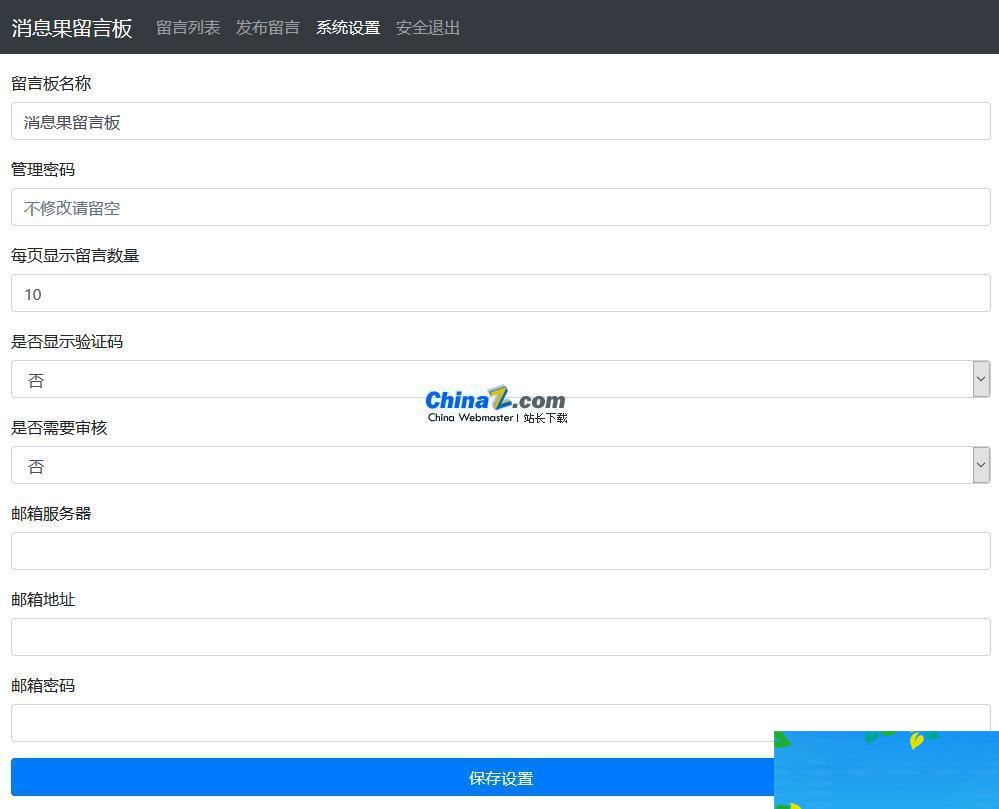 消息果留言板 留言列表 发布留言 系统设置 安全退出
留言板名称
消息果留言板
管理密码
不修改请留空
每页显示留言数量
10
是否显示验证码
否
ChinaZ.com
China Webmaster | 站长下载
是否需要审核
否
邮箱服务器
邮箱地址
邮箱密码
保存设置